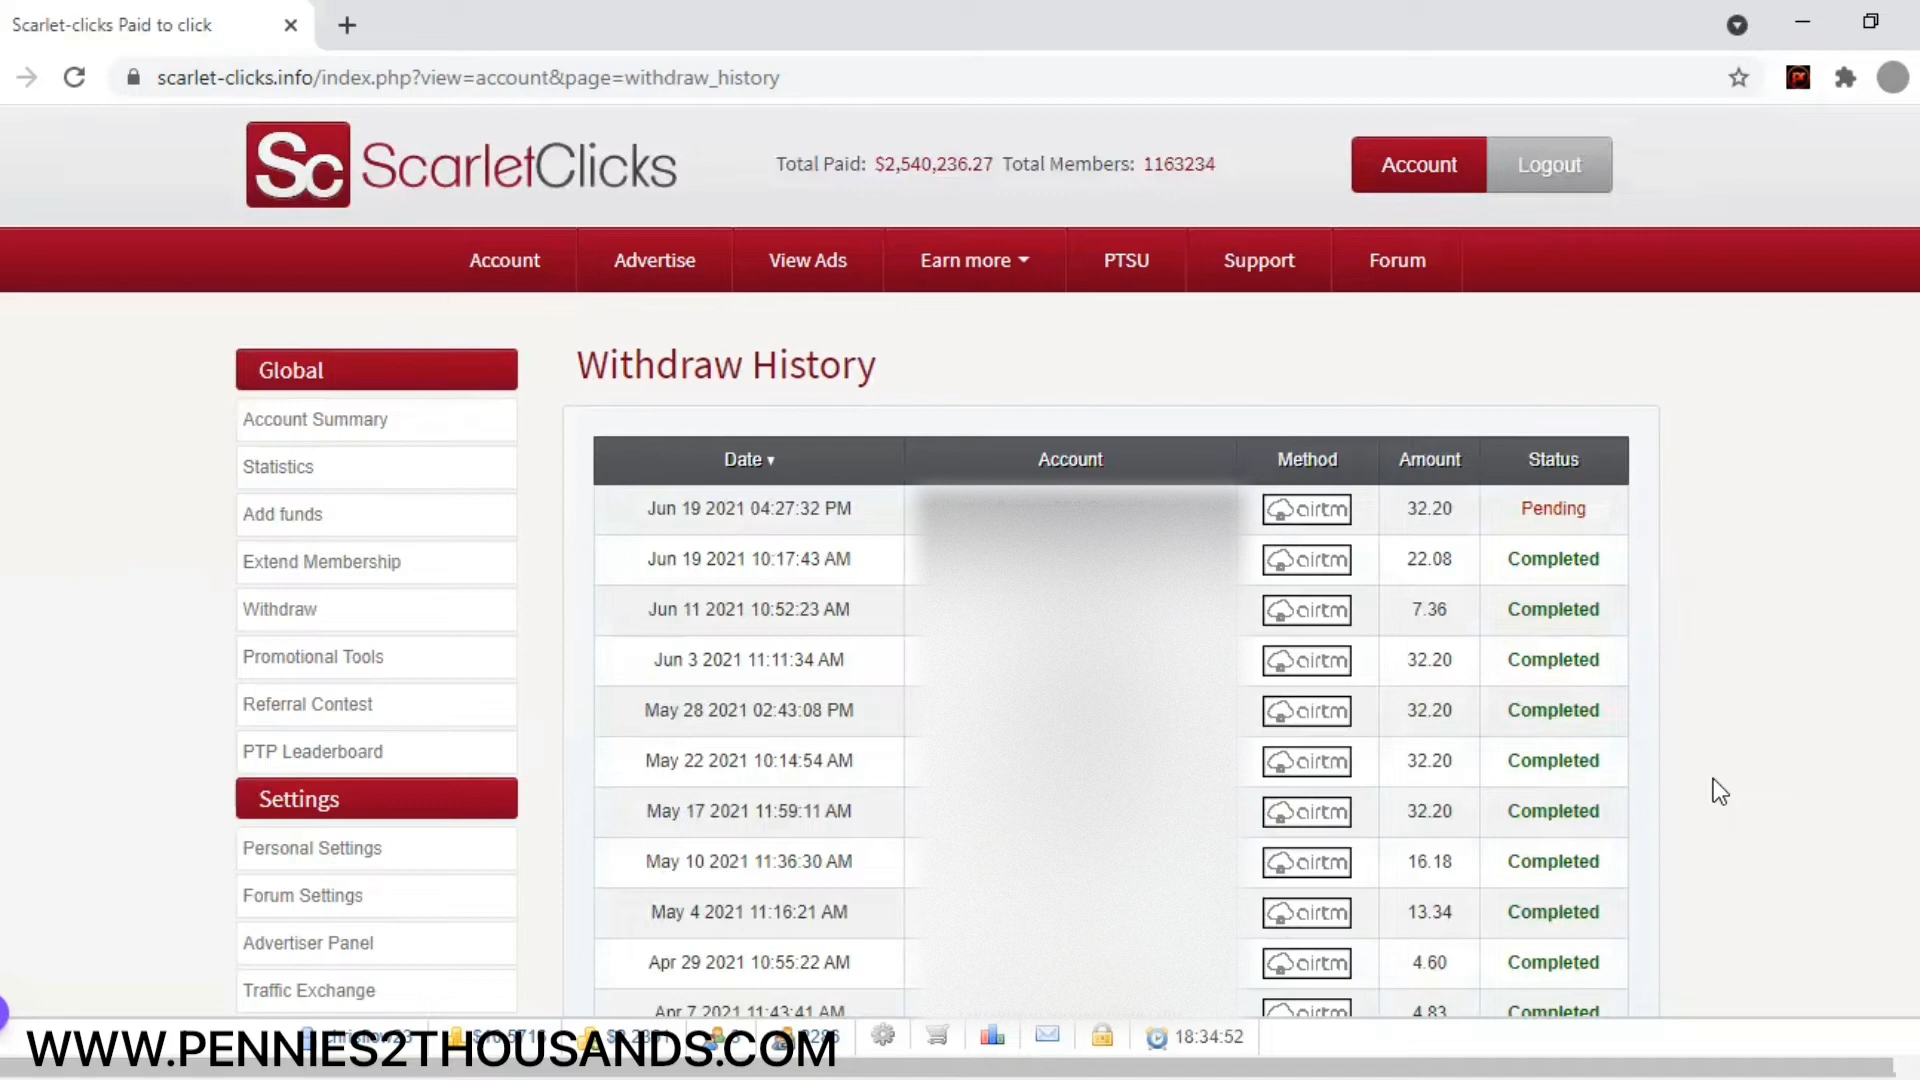 Scarlet-clicks Paid to click
scarlet-clicks.info/index.php?view=account&page=withdraw_history
Sc ScarletClicks
Total Paid: $2,540,236.27 Total Members: 1163234
Account Logout
Account Advertise View Ads Earn more PTSU Support Forum
Global
Account Summary
Statistics
Add funds
Extend Membership
Withdraw
Promotional Tools
Referral Contest
PTP Leaderboard
Settings
Personal Settings
Forum Settings
Advertiser Panel
Traffic Exchange
Withdraw History
Date Account Method Amount Status
Jun 19 2021 04:27:32 PM airtm 32.20 Pending
Jun 19 2021 10:17:43 AM airtm 22.08 Completed
Jun 11 2021 10:52:23 AM airtm 7.36 Completed
Jun 3 2021 11:11:34 AM airtm 32.20 Completed
May 28 2021 02:43:08 PM airtm 32.20 Completed
May 22 2021 10:14:54 AM airtm 32.20 Completed
May 17 2021 11:59:11 AM airtm 32.20 Completed
May 10 2021 11:36:30 AM airtm 16.18 Completed
May 4 2021 11:16:21 AM airtm 13.34 Completed
Apr 29 2021 10:55:22 AM airtm 4.60 Completed
Apr 7 2021 11:43:41 AM airtm 4.83 Completed
18:34:52
WWW.PENNIES2THOUSANDS.COM